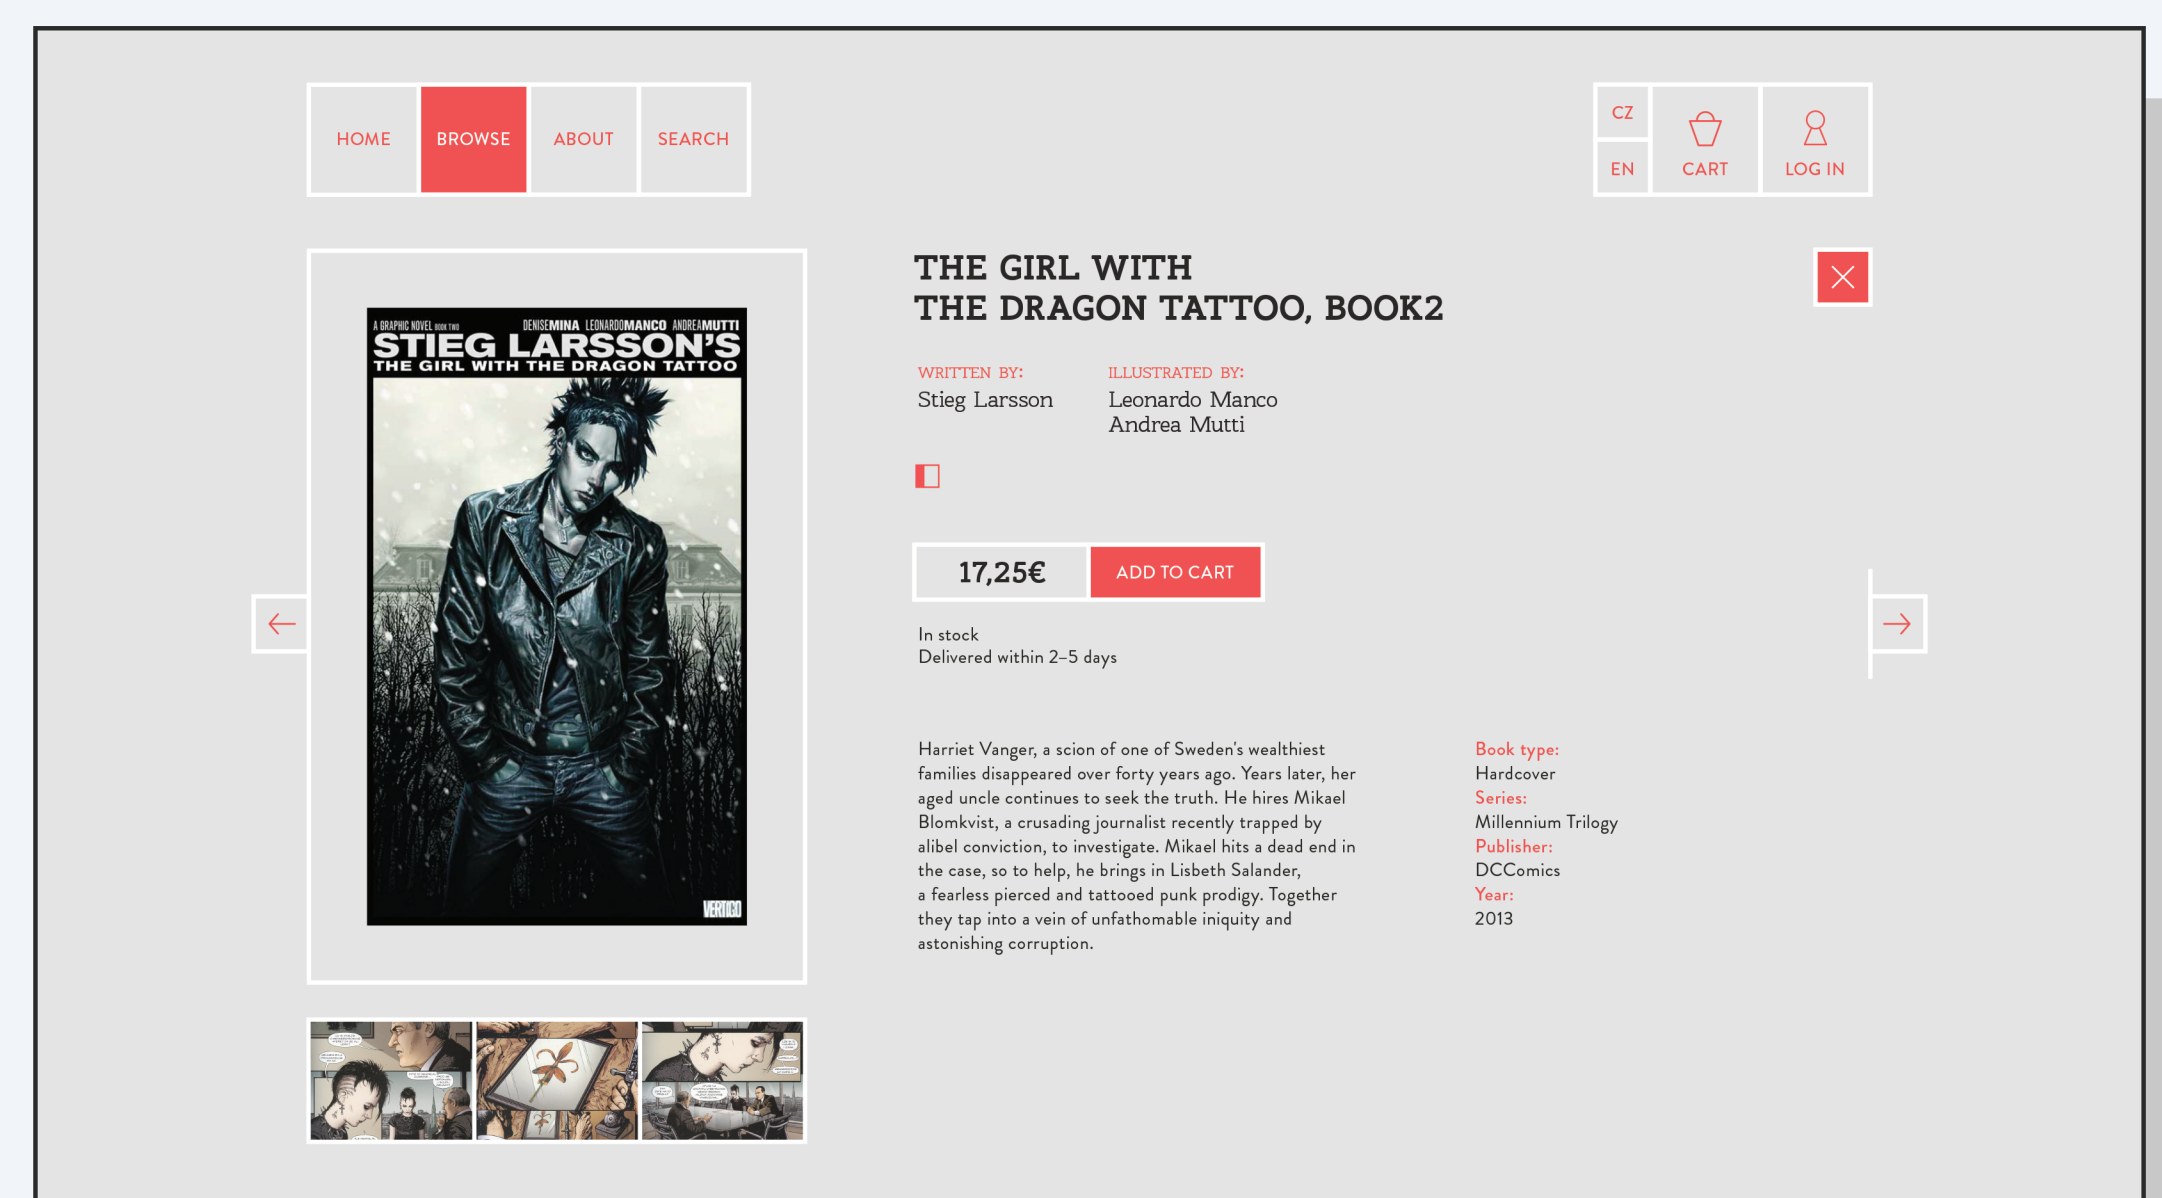 HOME
BROWSE
ABOUT
SEARCH
CZ
EN
CART
LOG IN
A GRAPHIC NOVEL BOOK TWO
DENISEMINA LEONARDOMANCO ANDREAMUTTI
STIEG LARSSON'S
THE GIRL WITH THE DRAGON TATTOO
VERTIGO
THE GIRL WITH
THE DRAGON TATTOO, BOOK2
WRITTEN BY:
Stieg Larsson
ILLUSTRATED BY:
Leonardo Manco
Andrea Mutti
17,25€
ADD TO CART
In stock
Delivered within 2–5 days
Harriet Vanger, a scion of one of Sweden's wealthiest
families disappeared over forty years ago. Years later, her
aged uncle continues to seek the truth. He hires Mikael
Blomkvist, a crusading journalist recently trapped by
alibel conviction, to investigate. Mikael hits a dead end in
the case, so to help, he brings in Lisbeth Salander,
a fearless pierced and tattooed punk prodigy. Together
they tap into a vein of unfathomable iniquity and
astonishing corruption.
Book type:
Hardcover
Series:
Millennium Trilogy
Publisher:
DCComics
Year:
2013